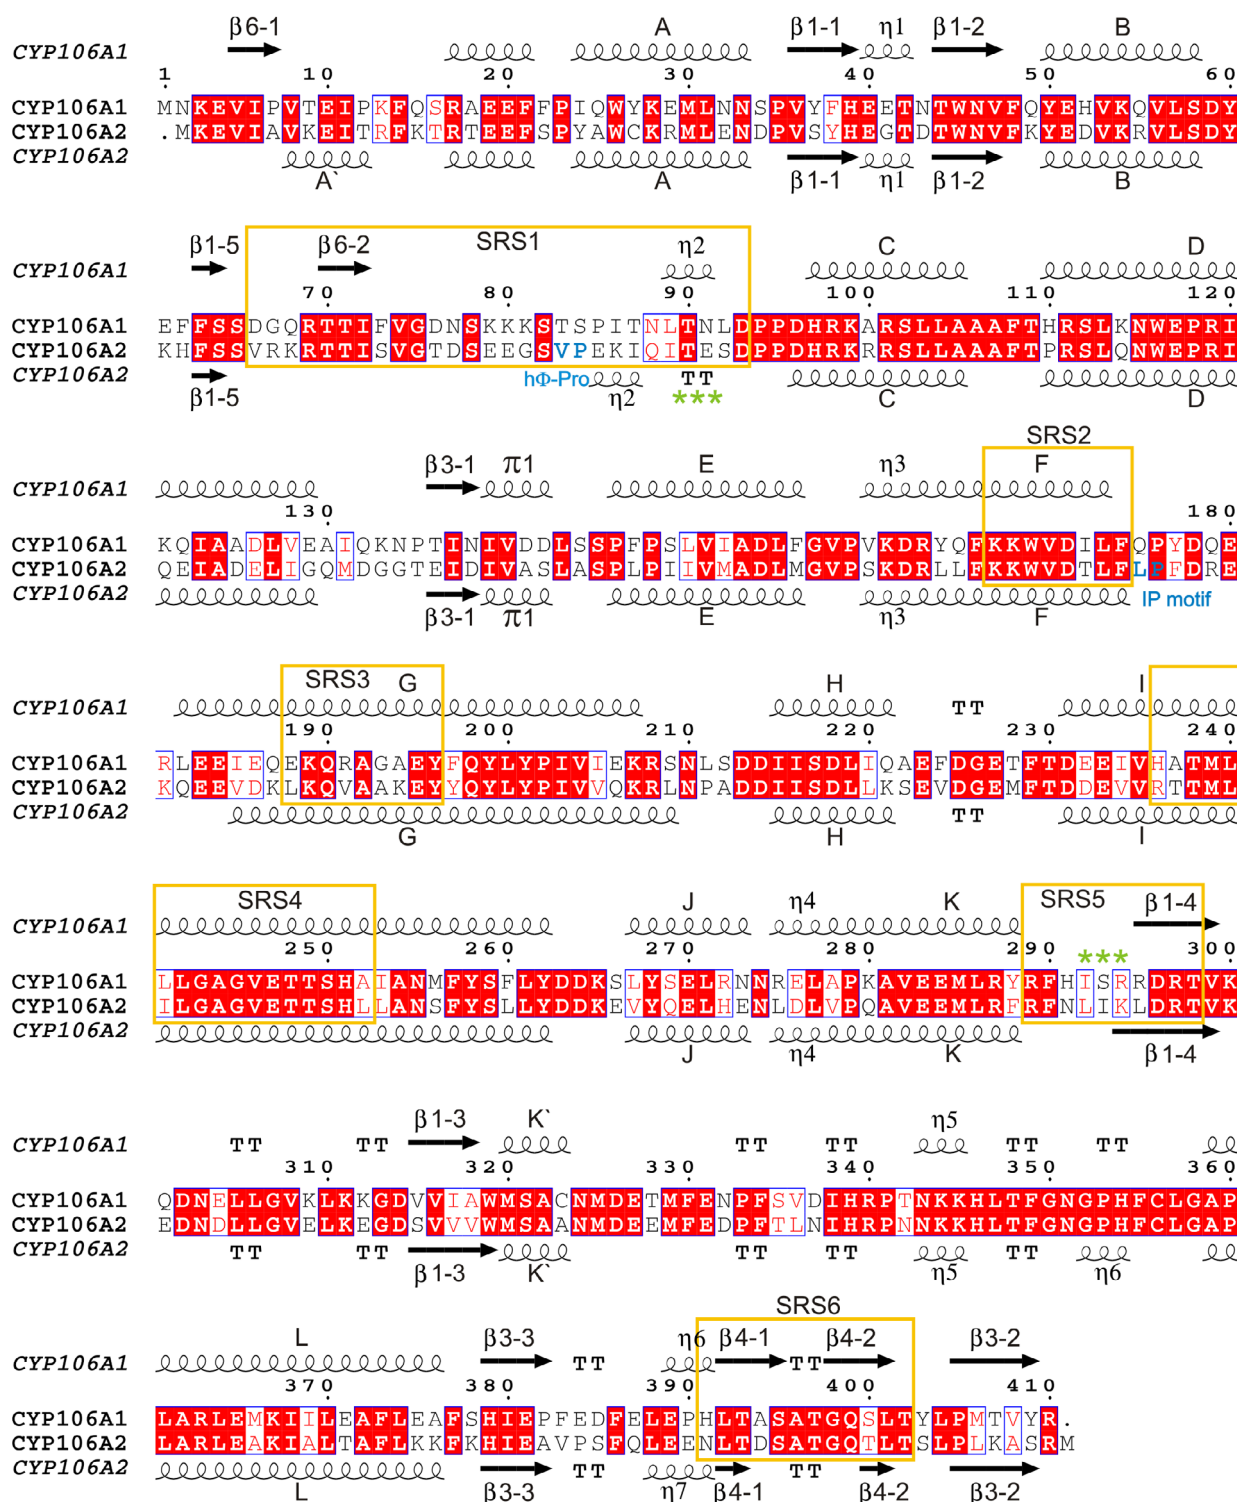 β6-1 A β1-1 η1 β1-2 B
CYP106A1
1 10 20 30 40 50 60
CYP106A1 MNKEVIPVTEIPKFQSRAEEFFPIQWYKEMLNNSPVYFHEETNTWNVFQYEHVKQVLSDY
CYP106A2 .MKEVIAVKEITRFKTRTEEFSPYAWCKRMLENDPVSYHEGTDTWNVFKYEDVKRVLSDY
CYP106A2
A` A β1-1 η1 β1-2 B
β1-5 β6-2 SRS1 η2 C D
CYP106A1
70 80 90 100 110 120
CYP106A1 EFFSSDGQRTTIFVGDNSKKKSTSPITNLTNLDPPDHRKARSLLAAAFTHRSLKNWEPRI
CYP106A2 KHFSSVRKRTTISVGTDSEEGSVPEKIQITESDPPDHRKRRSLLAAAFTPRSLQNWEPRI
CYP106A2 TT
β1-5 hΦ-Pro η2 *** C D
SRS2
β3-1 π1 E η3 F
CYP106A1
130 180
CYP106A1 KQIAADLVEAIQKNPTINIVDDLSSPFPSLVIADLFGVPVKDRYQFKKWVDILFQPYDQE
CYP106A2 QEIADELIGQMDGGTEIDIVASLASPLPIIVMADLMGVPSKDRLLFKKWVDTLFLPFDRE
CYP106A2
β3-1 π1 E η3 F IP motif
SRS3 G H I
CYP106A1 TT
190 200 210 220 230 240
CYP106A1 RLEEIEQEKQRAGAEYFQYLYPIVIEKRSNLSDDIISDLIQAEFDGETFTDEEIVHATML
CYP106A2 KQEEVDKLKQVAAKEYYQYLYPIVVQKRLNPADDIISDLLKSEVDGEMFTDDEVVRTTML
CYP106A2 TT
G H I
SRS4 J η4 K SRS5 β1-4
CYP106A1
250 260 270 280 290 *** 300
CYP106A1 LLGAGVETTSHAIANMFYSFLYDDKSLYSELRNNRELAPKAVEEMLRYRFHISRRDRTVK
CYP106A2 ILGAGVETTSHLLANSFYSLLYDDKEVYQELHENLDLVPQAVEEMLRFRFNLIKLDRTVK
CYP106A2
J η4 K β1-4
β1-3 K` η5
CYP106A1 TT TT TT TT TT TT
310 320 330 340 350 360
CYP106A1 QDNELLGVKLKKGDVVIAWMSACNMDETMFENPFSVDIHRPTNKKHLTFGNGPHFCLGAP
CYP106A2 EDNDLLGVELKEGDSVVVWMSAANMDEEMFEDPFTLNIHRPNNKKHLTFGNGPHFCLGAP
CYP106A2 TT TT TT TT TT
β1-3 K` η5 η6
SRS6
L β3-3 η6 β4-1 β4-2 β3-2
CYP106A1 TT TT
370 380 390 400 410
CYP106A1 LARLEMKIILEAFLEAFSHIEPFEDFELEPHLTASATGQSLTYLPMTVYR.
CYP106A2 LARLEAKIALTAFLKKFKHIEAVPSFQLEENLTDSATGQTLTSLPLKASRM
CYP106A2 TT TT
L β3-3 η7 β4-1 β4-2 β3-2